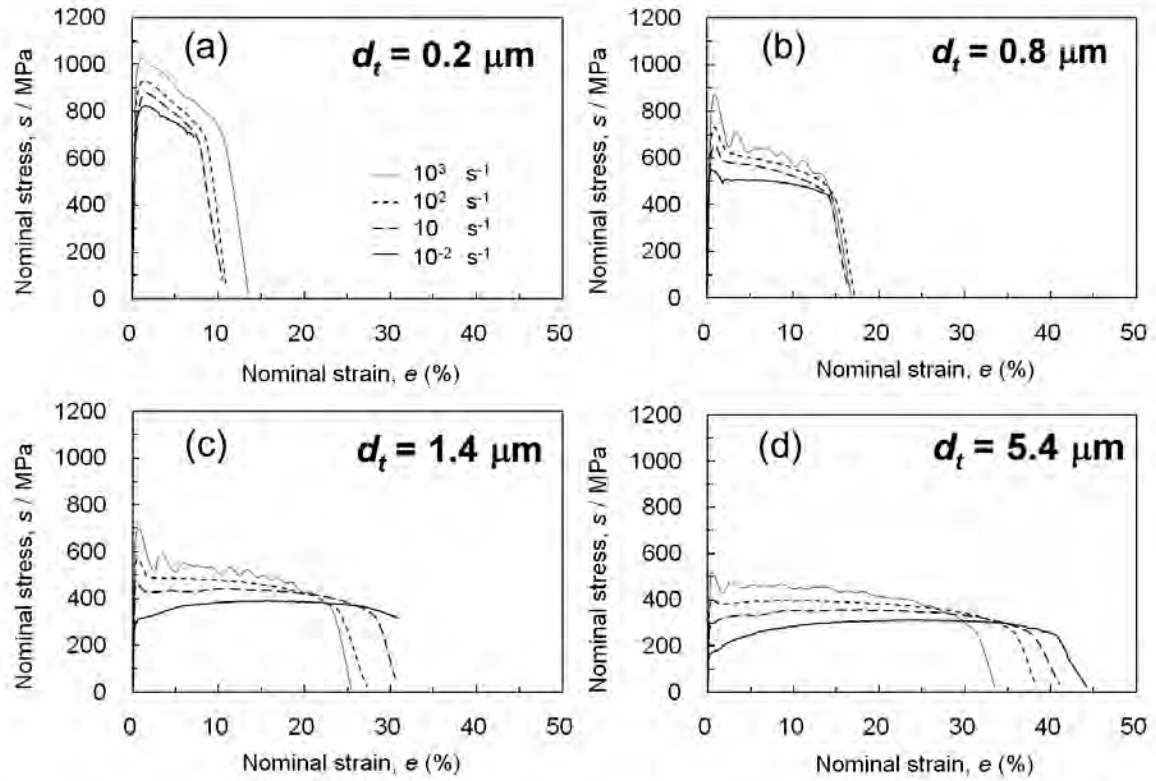 (a) d_t = 0.2 μm
Nominal stress, s / MPa
1200
1000
800
600
400
200
0
10³ s⁻¹
10² s⁻¹
10 s⁻¹
10⁻² s⁻¹
0 10 20 30 40 50
Nominal strain, e (%)
(b) d_t = 0.8 μm
Nominal stress, s / MPa
1200
1000
800
600
400
200
0
0 10 20 30 40 50
Nominal strain, e (%)
(c) d_t = 1.4 μm
Nominal stress, s / MPa
1200
1000
800
600
400
200
0
0 10 20 30 40 50
Nominal strain, e (%)
(d) d_t = 5.4 μm
Nominal stress, s / MPa
1200
1000
800
600
400
200
0
0 10 20 30 40 50
Nominal strain, e (%)